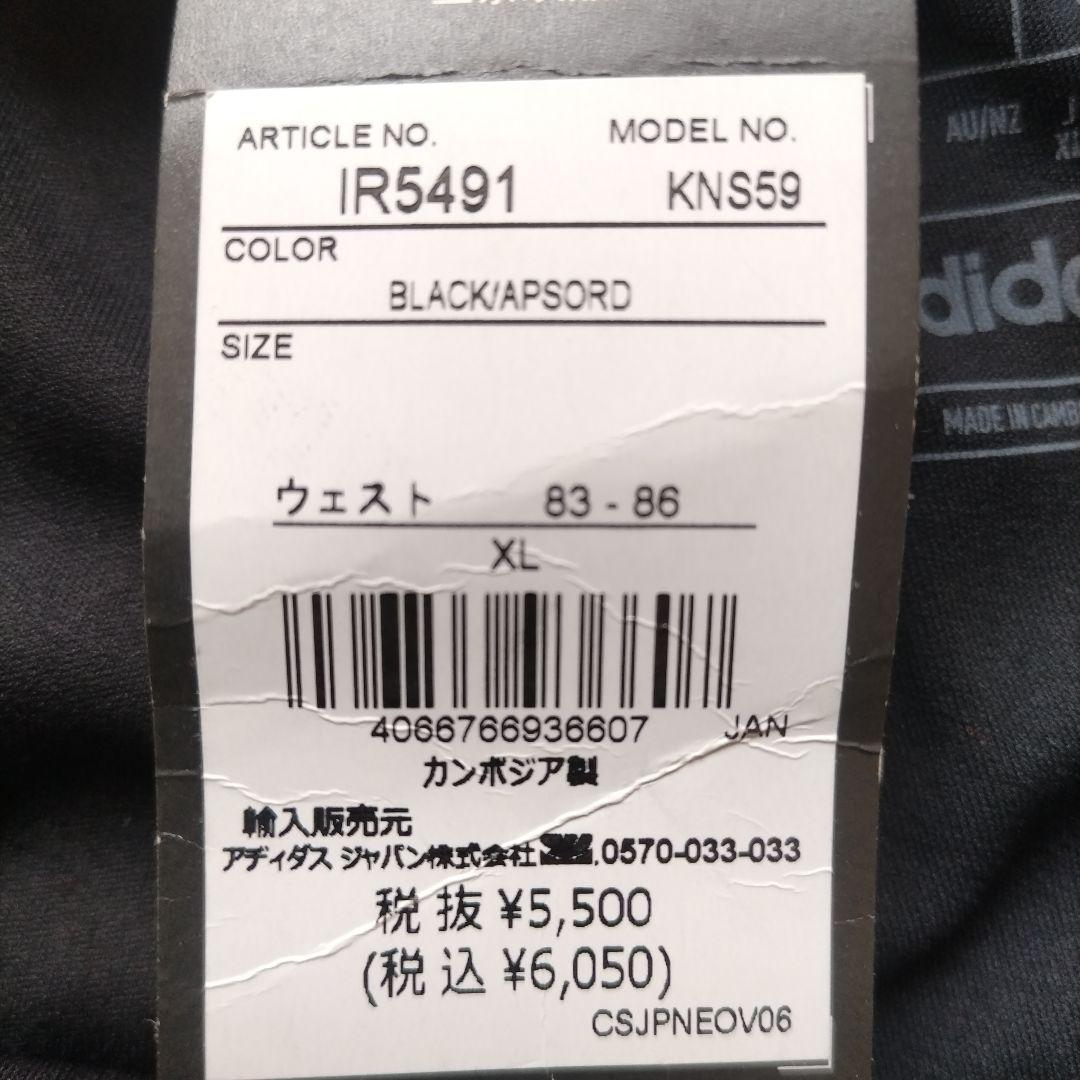 ARTICLE NO. MODEL NO.
IR5491 KNS59
COLOR
BLACK/APSORD
SIZE
ウェスト 83 - 86
XL
4066766936607 JAN
カンボジア製
輸入販売元
アディダス ジャパン株式会社 .0570-033-033
税 抜 ¥5,500
(税 込 ¥6,050)
CSJPNEOV06
AU/NZ
dida
MADE IN CAMB